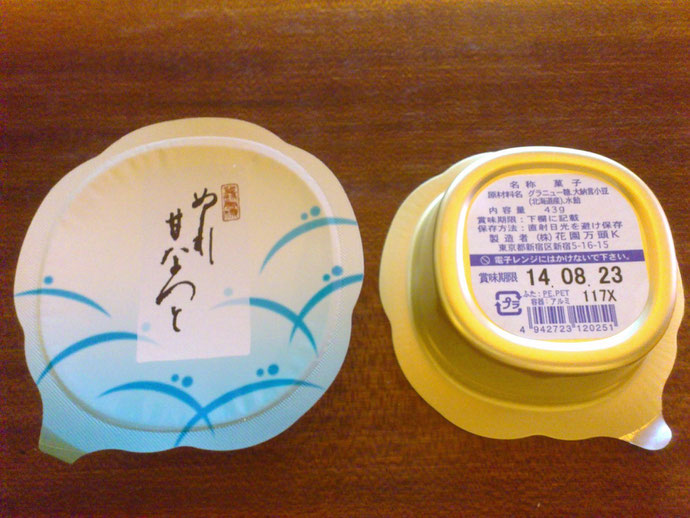 ぬれ
甘なつと
名称 菓子
原材料名 グラニュー糖、大納言小豆
(北海道産)、水飴
内容量 43g
賞味期限：下欄に記載
保存方法：直射日光を避け保存
製造者 (株)花園万頭K
東京都新宿区新宿5-16-15
電子レンジにはかけないで下さい。
賞味期限 14.08.23
プラ
ふた：PE,PET
容器：アルミ
117X
4 942723 120251